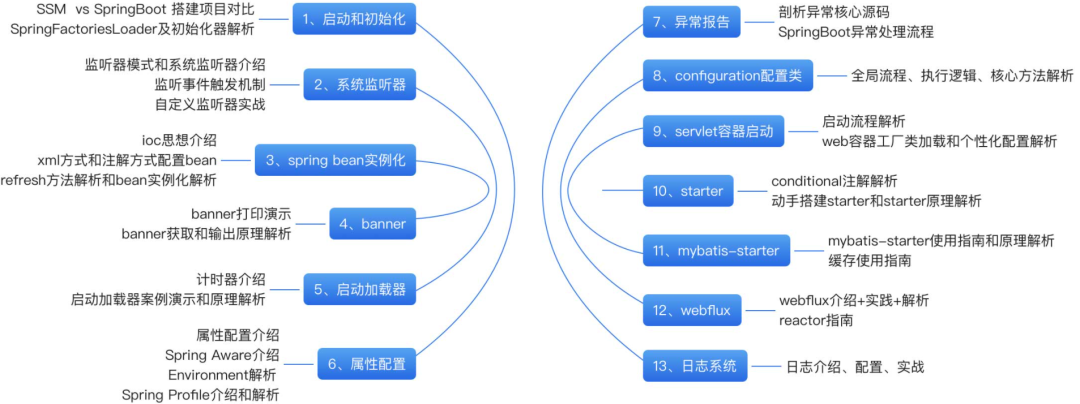 SSM vs SpringBoot 搭建项目对比
SpringFactoriesLoader及初始化器解析
1、启动和初始化
监听器模式和系统监听器介绍
监听事件触发机制
自定义监听器实战
2、系统监听器
ioc思想介绍
xml方式和注解方式配置bean
refresh方法解析和bean实例化解析
3、spring bean实例化
banner打印演示
banner获取和输出原理解析
4、banner
计时器介绍
启动加载器案例演示和原理解析
5、启动加载器
属性配置介绍
Spring Aware介绍
Environment解析
Spring Profile介绍和解析
6、属性配置
7、异常报告
剖析异常核心源码
SpringBoot异常处理流程
8、configuration配置类
全局流程、执行逻辑、核心方法解析
9、servlet容器启动
启动流程解析
web容器工厂类加载和个性化配置解析
10、starter
conditional注解解析
动手搭建starter和starter原理解析
11、mybatis-starter
mybatis-starter使用指南和原理解析
缓存使用指南
12、webflux
webflux介绍+实践+解析
reactor指南
13、日志系统
日志介绍、配置、实战